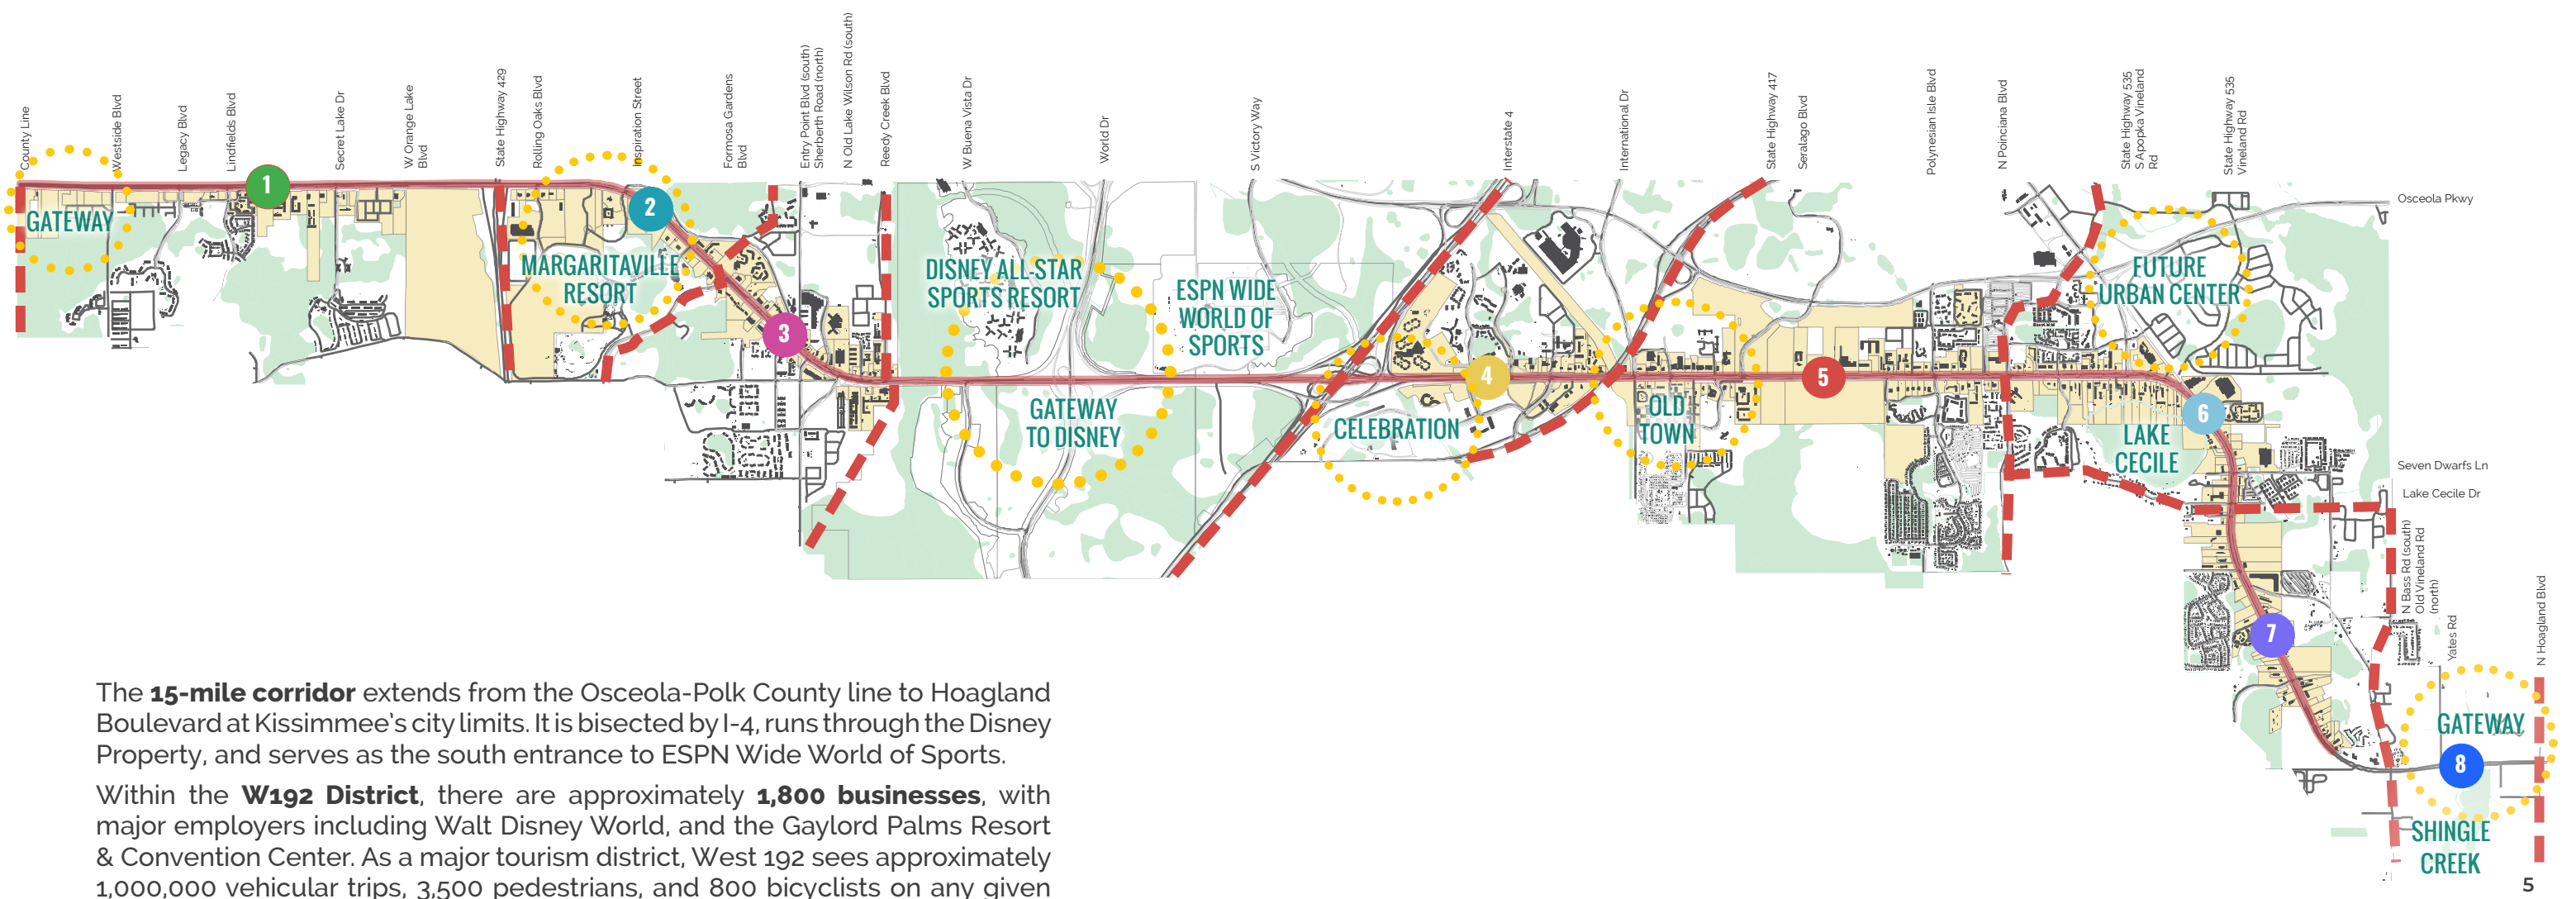 County Line
Westside Blvd
Legacy Blvd
Lindfields Blvd
Secret Lake Dr
W Orange Lake
Blvd
State Highway 429
Rolling Oaks Blvd
Inspiration Street
Formosa Gardens
Blvd
Entry Point Blvd (south)
Sherberth Road (north)
N Old Lake Wilson Rd (south)
Reedy Creek Blvd
W Buena Vista Dr
World Dr
S Victory Way
Interstate 4
International Dr
State Highway 417
Seralago Blvd
Polynesian Isle Blvd
N Poinciana Blvd
State Highway 535
S Apopka Vineland
Rd
State Highway 535
Vineland Rd
Osceola Pkwy
1
2
GATEWAY
MARGARITAVILLE
RESORT
3
DISNEY ALL-STAR
SPORTS RESORT
ESPN WIDE
WORLD OF
SPORTS
GATEWAY
TO DISNEY
4
CELEBRATION
OLD
TOWN
5
FUTURE
URBAN CENTER
6
LAKE
CECILE
Seven Dwarfs Ln
Lake Cecile Dr
N Bass Rd (south)
Old Vineland Rd
(north)
Yates Rd
N Hoagland Blvd
7
GATEWAY
8
SHINGLE
CREEK
The 15-mile corridor extends from the Osceola-Polk County line to Hoagland
Boulevard at Kissimmee's city limits. It is bisected by I-4, runs through the Disney
Property, and serves as the south entrance to ESPN Wide World of Sports.
Within the W192 District, there are approximately 1,800 businesses, with
major employers including Walt Disney World, and the Gaylord Palms Resort
& Convention Center. As a major tourism district, West 192 sees approximately
1,000,000 vehicular trips, 3,500 pedestrians, and 800 bicyclists on any given
5